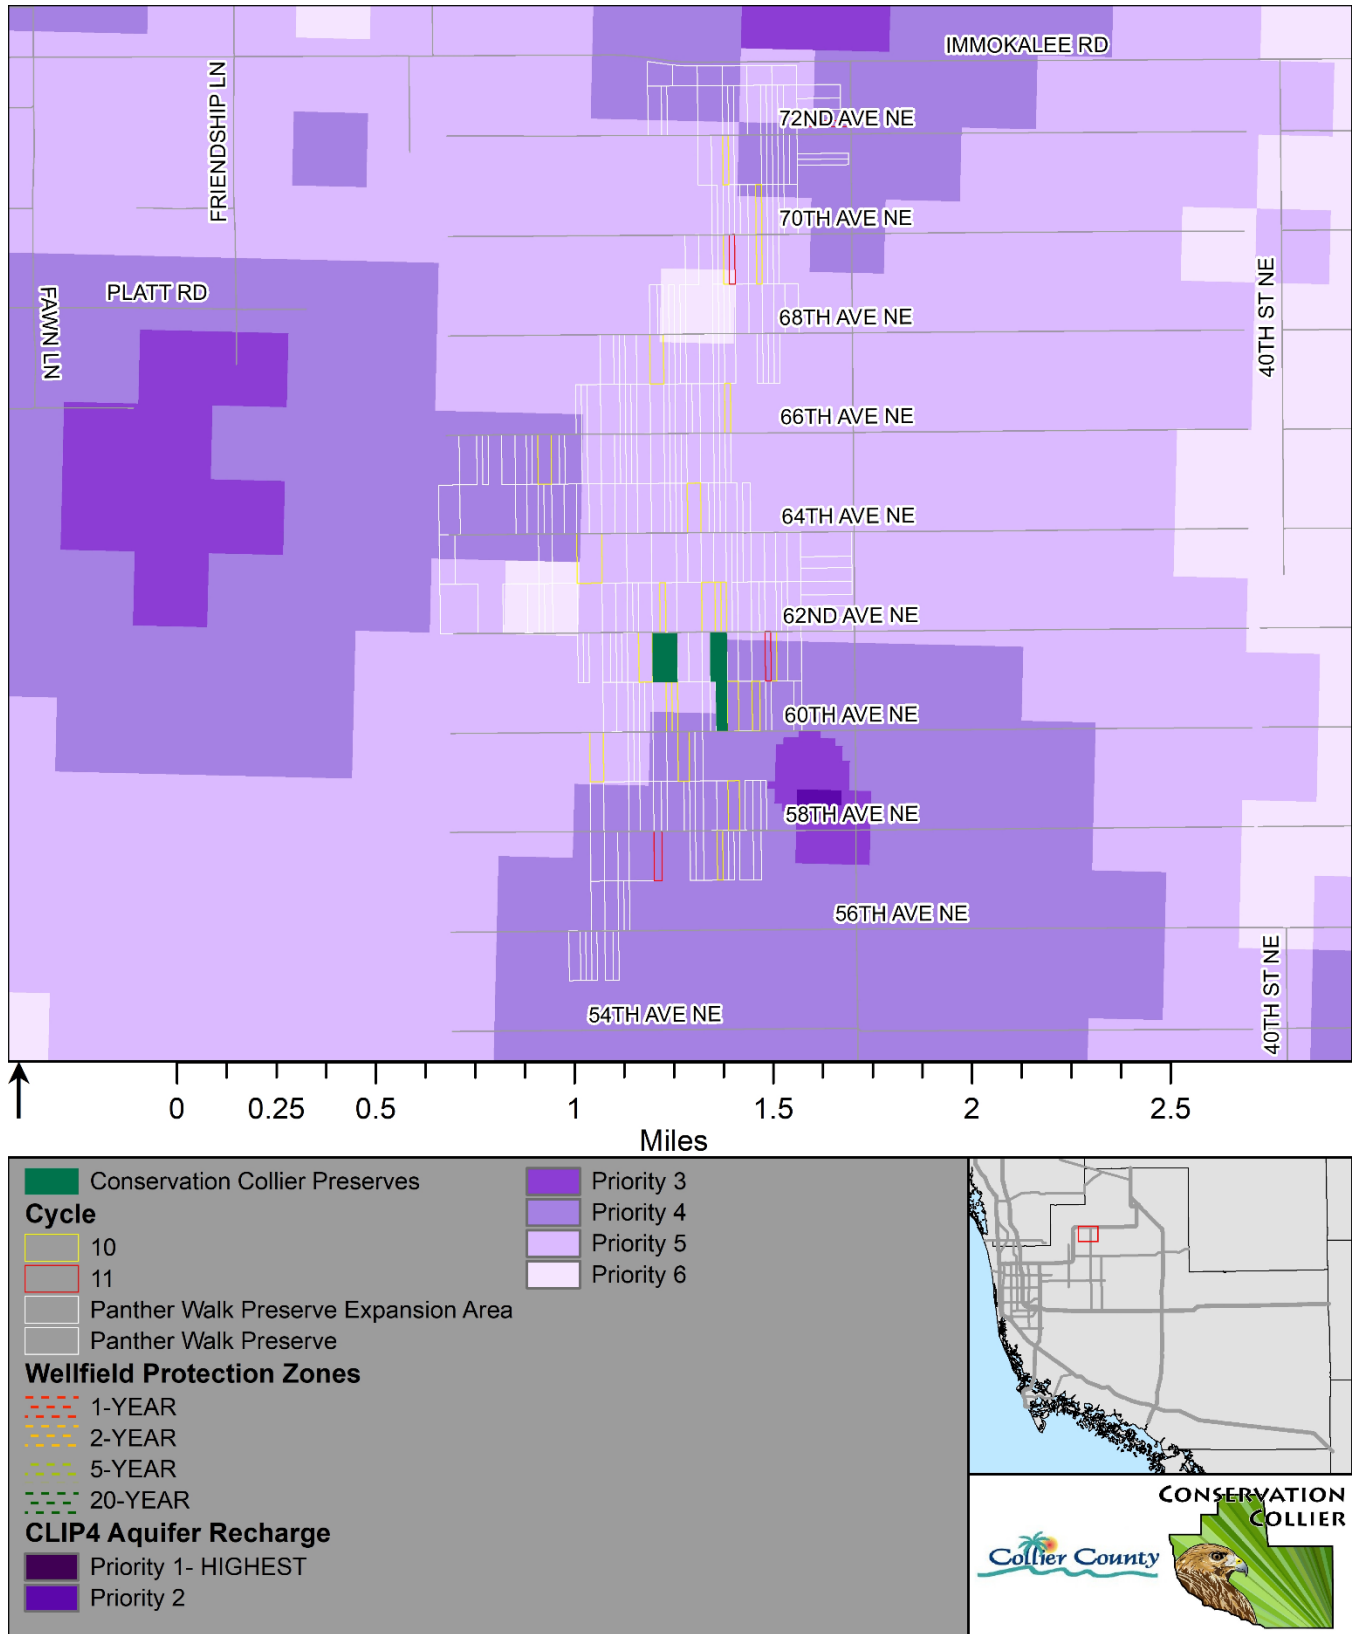 IMMOKALEE RD
FRIENDSHIP LN
72ND AVE NE
70TH AVE NE
PLATT RD
FAWN LN
68TH AVE NE
40TH ST NE
66TH AVE NE
64TH AVE NE
62ND AVE NE
60TH AVE NE
58TH AVE NE
56TH AVE NE
54TH AVE NE
40TH ST NE
0 0.25 0.5 1 1.5 2 2.5
Miles
Conservation Collier Preserves
Cycle
10
11
Panther Walk Preserve Expansion Area
Panther Walk Preserve
Wellfield Protection Zones
1-YEAR
2-YEAR
5-YEAR
20-YEAR
CLIP4 Aquifer Recharge
Priority 1- HIGHEST
Priority 2
Priority 3
Priority 4
Priority 5
Priority 6
Collier County
CONSERVATION
COLLIER